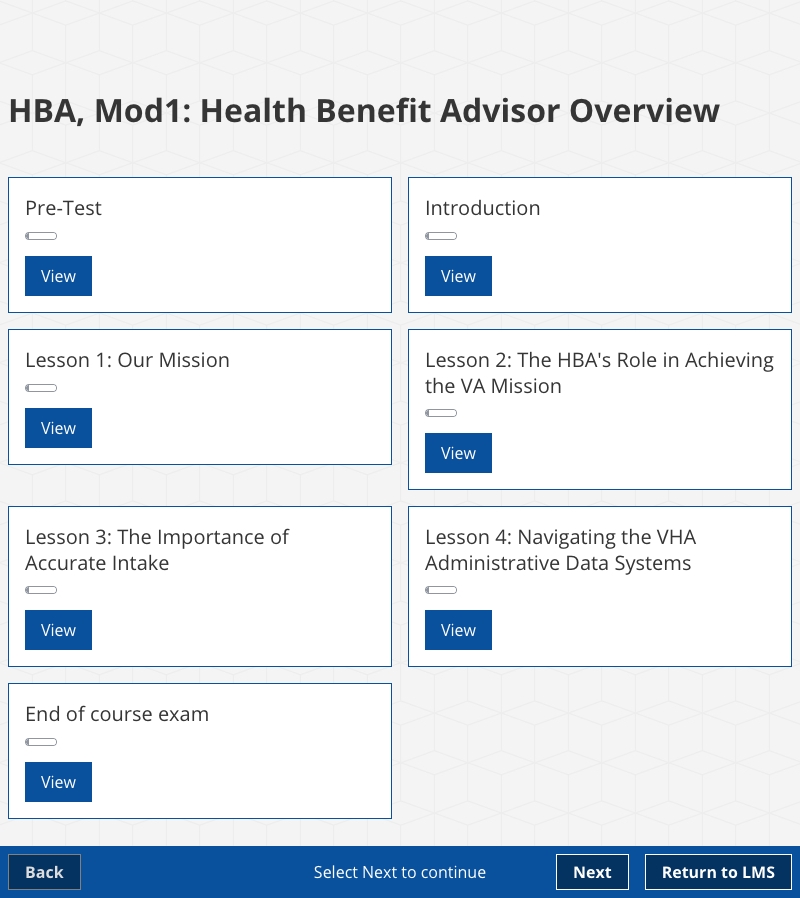 HBA, Mod1: Health Benefit Advisor Overview
Pre-Test
View
Introduction
View
Lesson 1: Our Mission
View
Lesson 2: The HBA's Role in Achieving
the VA Mission
View
Lesson 3: The Importance of
Accurate Intake
View
Lesson 4: Navigating the VHA
Administrative Data Systems
View
End of course exam
View
Back
Select Next to continue
Next
Return to LMS